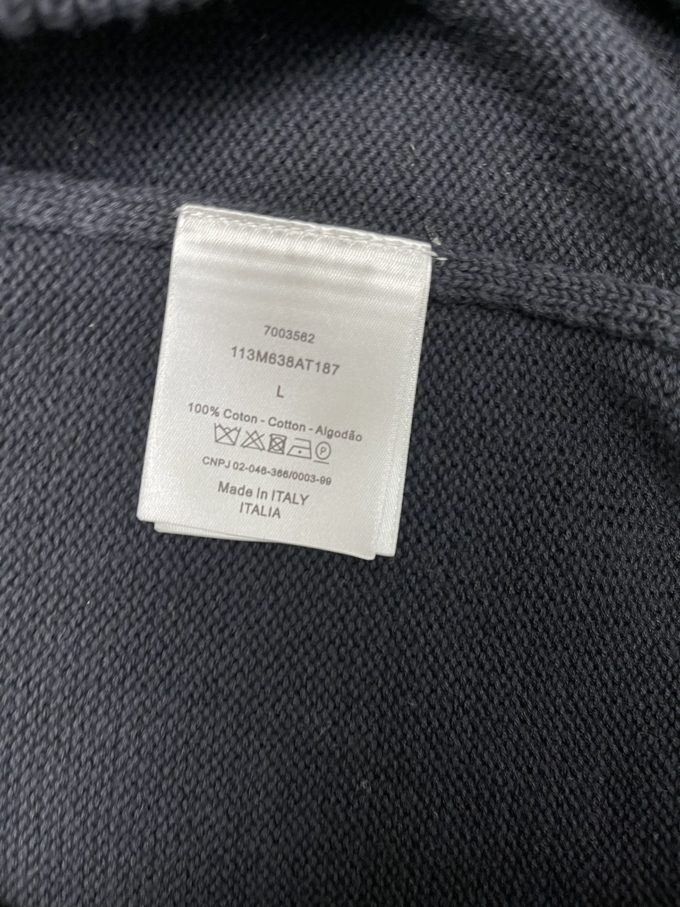 7003562
113M638AT187
L
100% Coton - Cotton - Algodão
P
CNPJ 02-046-366/0003-99
Made In ITALY
ITALIA